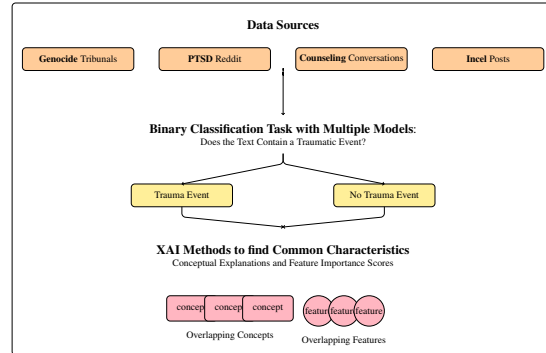 Data Sources
Genocide Tribunals
PTSD Reddit
Counseling Conversations
Incel Posts
Binary Classification Task with Multiple Models:
Does the Text Contain a Traumatic Event?
Trauma Event
No Trauma Event
XAI Methods to find Common Characteristics
Conceptual Explanations and Feature Importance Scores
concep concep concept
featur featur feature
Overlapping Concepts
Overlapping Features